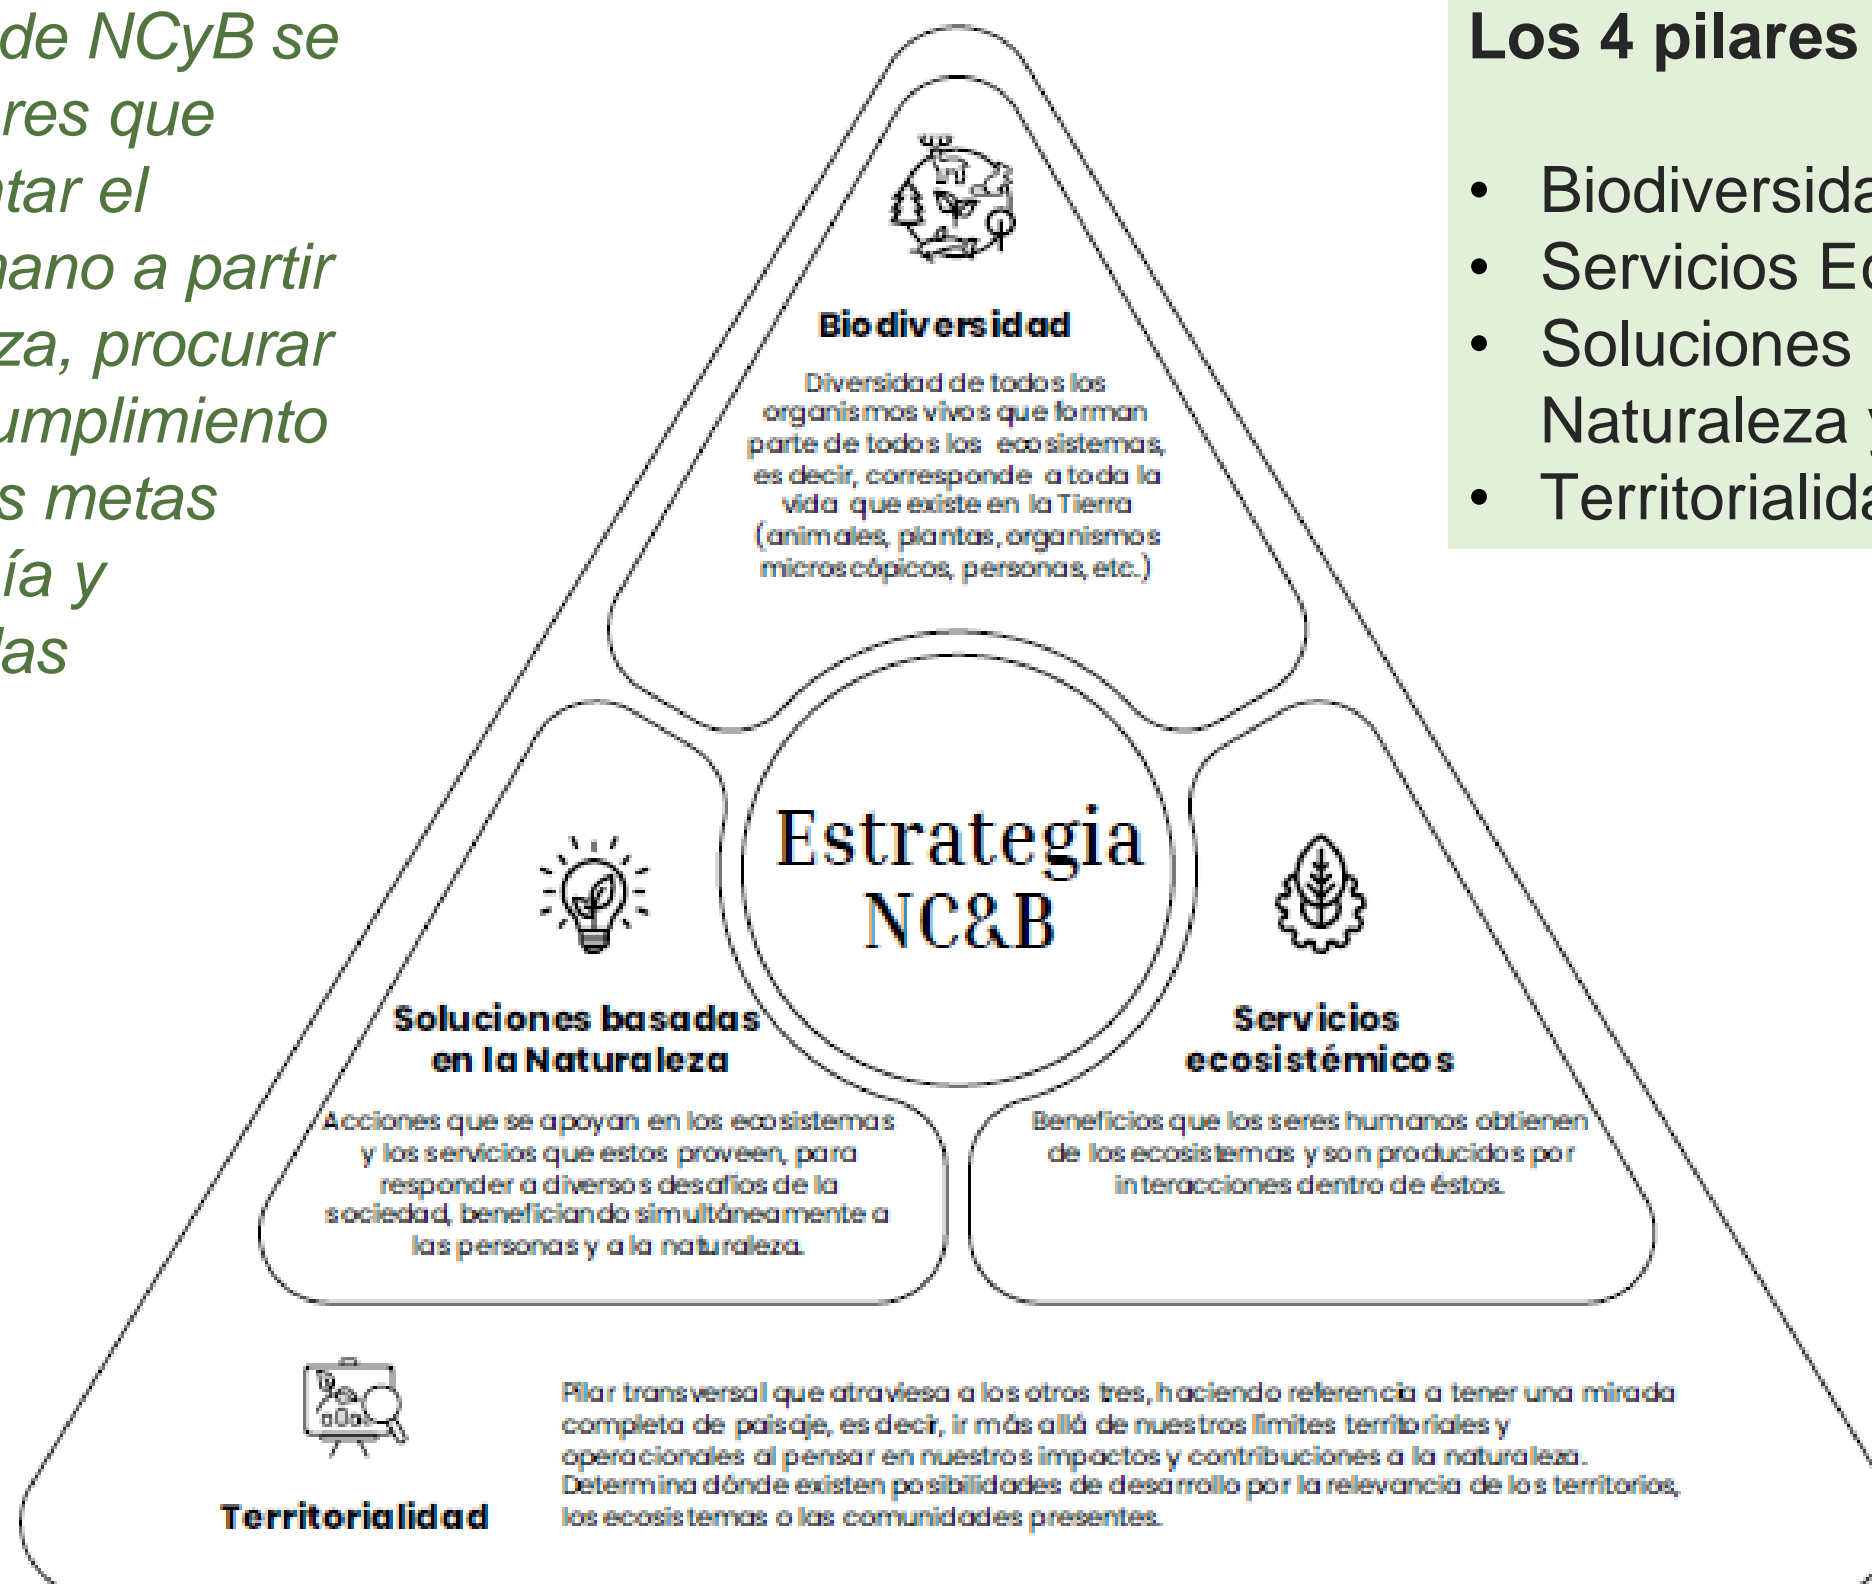 de NCyB se
res que
tar el
ano a partir
za, procurar
umplimiento
s metas
ía y
las
Los 4 pilares
• Biodiversida
• Servicios Ec
• Soluciones
Naturaleza y
• Territorialida
Biodiversidad
Diversidad de todos los
organismos vivos que forman
parte de todos los ecosistemas,
es decir, corresponde a toda la
vida que existe en la Tierra
(animales, plantas, organismos
microscópicos, personas, etc.)
Estrategia
NC&B
Soluciones basadas
en la Naturaleza
Acciones que se apoyan en los ecosistemas
y los servicios que estos proveen, para
responder a diversos desafíos de la
sociedad, beneficiando simultáneamente a
las personas y a la naturaleza.
Servicios
ecosistémicos
Beneficios que los seres humanos obtienen
de los ecosistemas y son producidos por
interacciones dentro de éstos.
Territorialidad
Pilar transversal que atraviesa a los otros tres, haciendo referencia a tener una mirada
completa de paisaje, es decir, ir más allá de nuestros límites territoriales y
operacionales al pensar en nuestros impactos y contribuciones a la naturaleza.
Determina dónde existen posibilidades de desarrollo por la relevancia de los territorios,
los ecosistemas o las comunidades presentes.